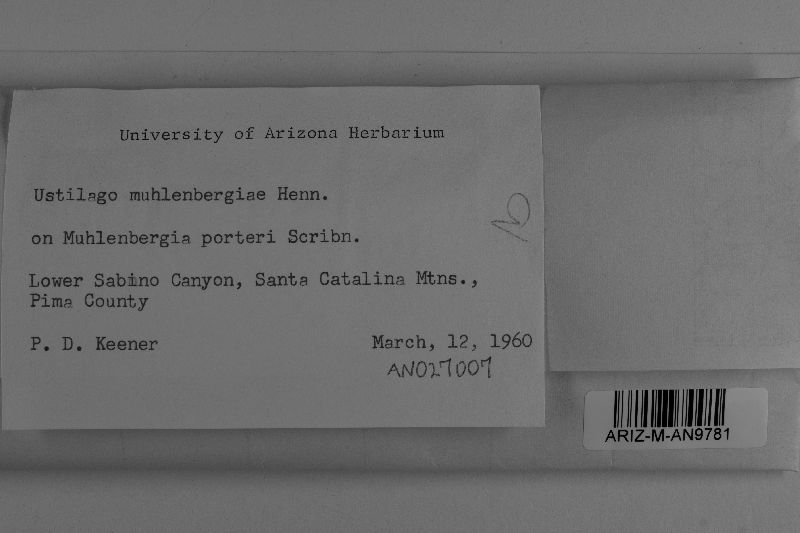 University of Arizona Herbarium
Ustilago muhlenbergiae Henn.
on Muhlenbergia porteri Scribn.
Lower Sabino Canyon, Santa Catalina Mtns.,
Pima County
P. D. Keener March, 12, 1960
AN027007
ARIZ-M-AN9781